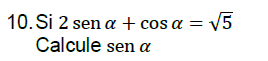 10. Si 2 sen α + cos α = √5
Calcule sen α